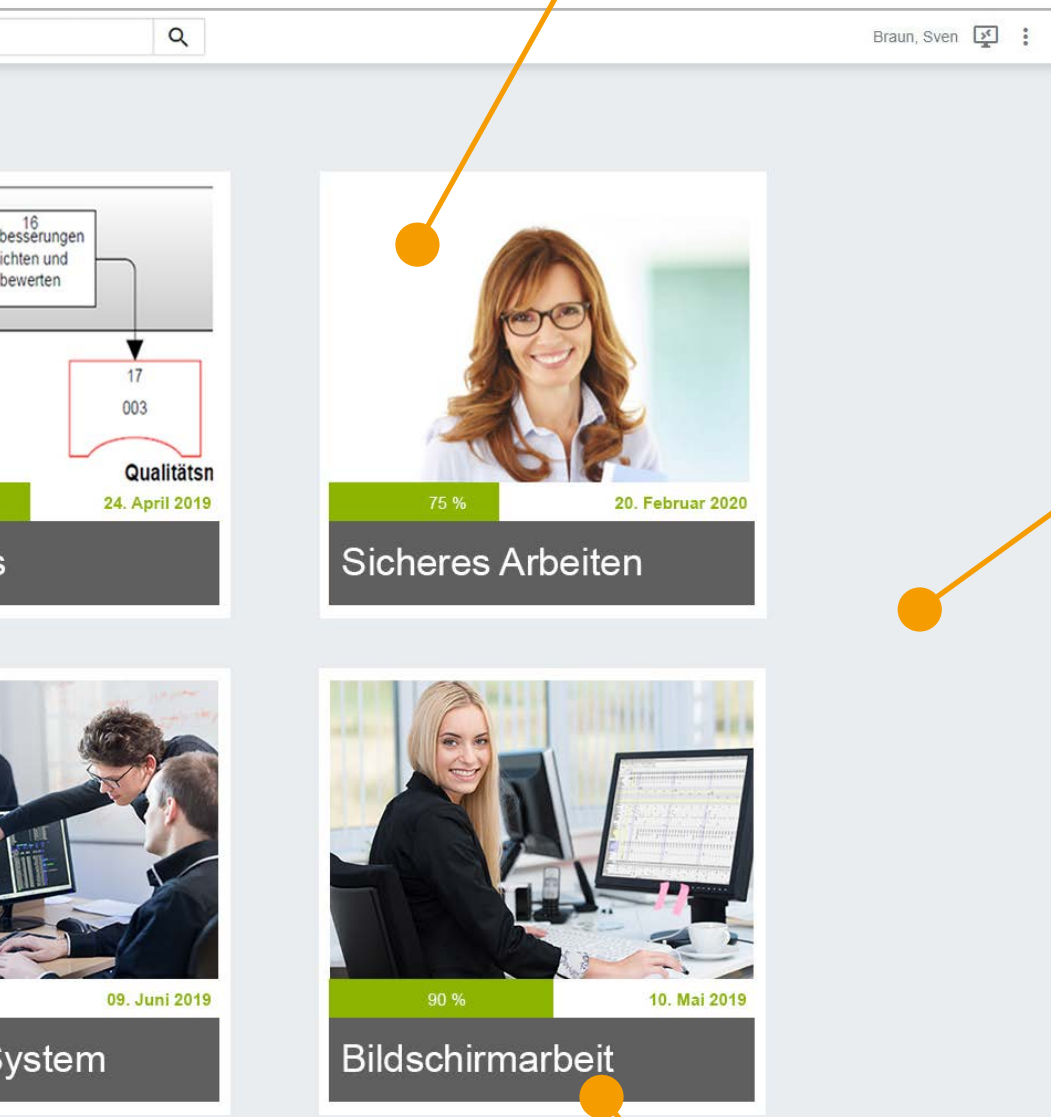 Braun, Sven
16
besserungen
ichten und
bewerten
17
003
Qualitätsn
24. April 2019
s
75 %
20. Februar 2020
Sicheres Arbeiten
09. Juni 2019
System
90 %
10. Mai 2019
Bildschirmarbeit